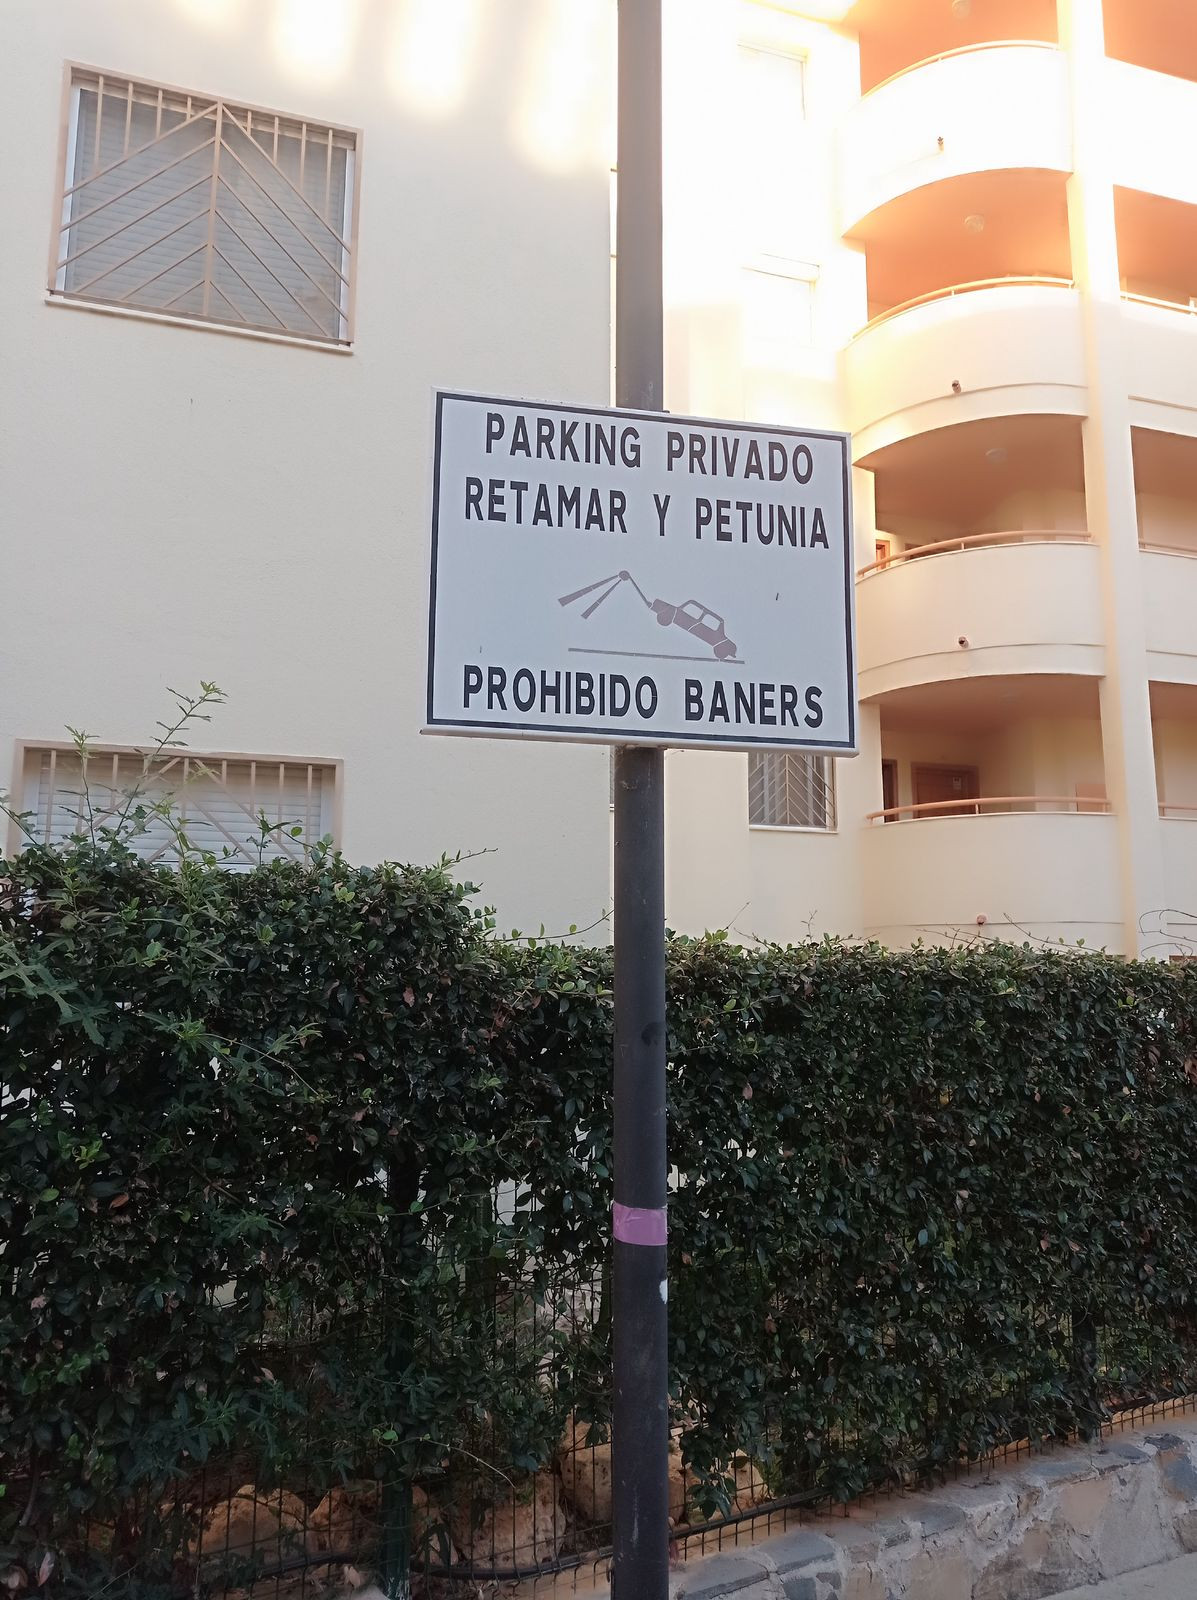 PARKING PRIVADO
RETAMAR Y PETUNIA
PROHIBIDO BANERS